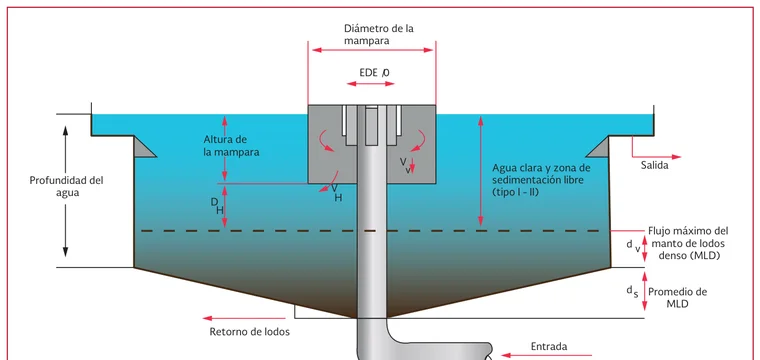 Diámetro de la
mampara
EDE /0
Altura de
la mampara
Profundidad del
agua
V
v
V
H
D
H
Agua clara y zona de
sedimentación libre
(tipo I - II)
Salida
Flujo máximo del
manto de lodos
denso (MLD)
d v
d s
Promedio de
MLD
Retorno de lodos
Entrada